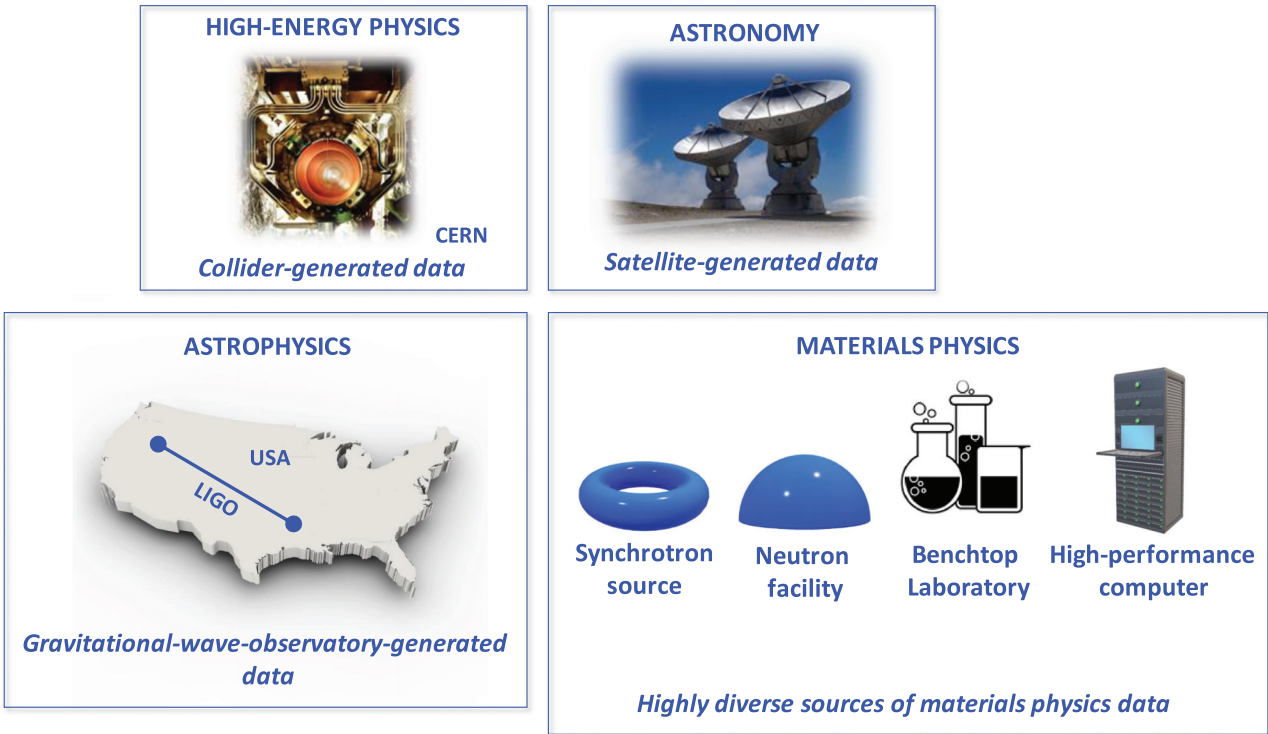 HIGH-ENERGY PHYSICS
CERN
Collider-generated data
ASTRONOMY
Satellite-generated data
ASTROPHYSICS
USA
LIGO
Gravitational-wave-observatory-generated
data
MATERIALS PHYSICS
Synchrotron
source
Neutron
facility
Benchtop
Laboratory
High-performance
computer
Highly diverse sources of materials physics data